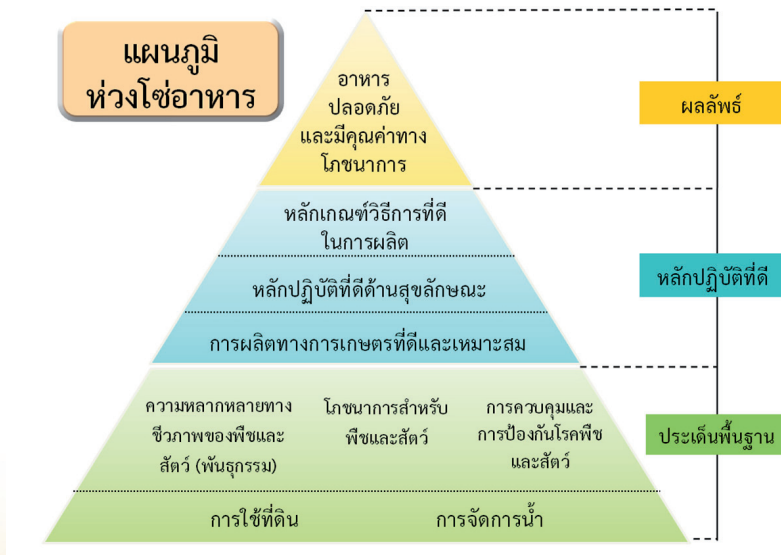 แผนภูมิ
ห่วงโซ่อาหาร
อาหาร
ปลอดภัย
และมีคุณค่าทาง
โภชนาการ
ผลลัพธ์
หลักเกณฑ์วิธีการที่ดี
ในการผลิต
หลักปฏิบัติที่ดีด้านสุขลักษณะ
การผลิตทางการเกษตรที่ดีและเหมาะสม
หลักปฏิบัติที่ดี
ความหลากหลายทาง
ชีวภาพของพืชและ
สัตว์ (พันธุกรรม)
โภชนาการสำหรับ
พืชและสัตว์
การควบคุมและ
การป้องกันโรคพืช
และสัตว์
ประเด็นพื้นฐาน
การใช้ที่ดิน
การจัดการน้ำ